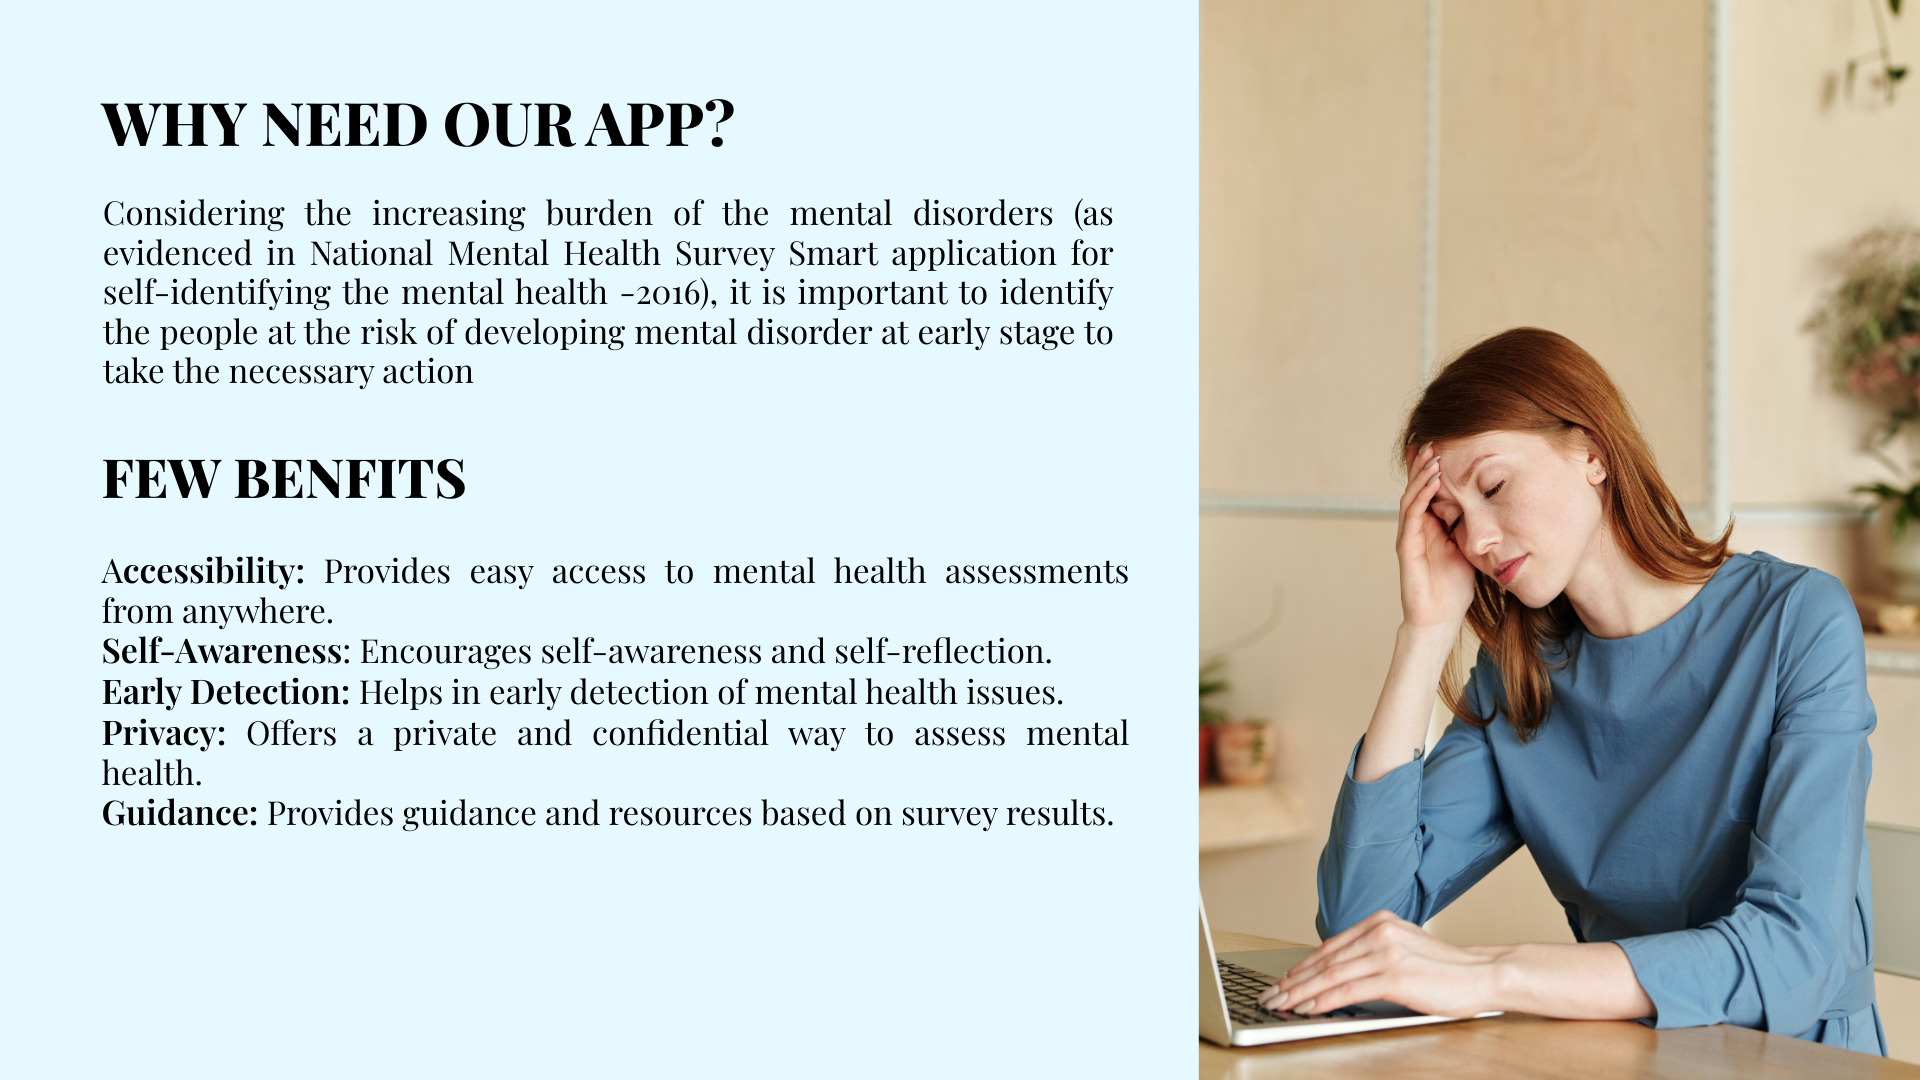 WHY NEED OUR APP?
Considering the increasing burden of the mental disorders (as
evidenced in National Mental Health Survey Smart application for
self-identifying the mental health -2016), it is important to identify
the people at the risk of developing mental disorder at early stage to
take the necessary action
FEW BENFITS
Accessibility: Provides easy access to mental health assessments
from anywhere.
Self-Awareness: Encourages self-awareness and self-reflection.
Early Detection: Helps in early detection of mental health issues.
Privacy: Offers a private and confidential way to assess mental
health.
Guidance: Provides guidance and resources based on survey results.